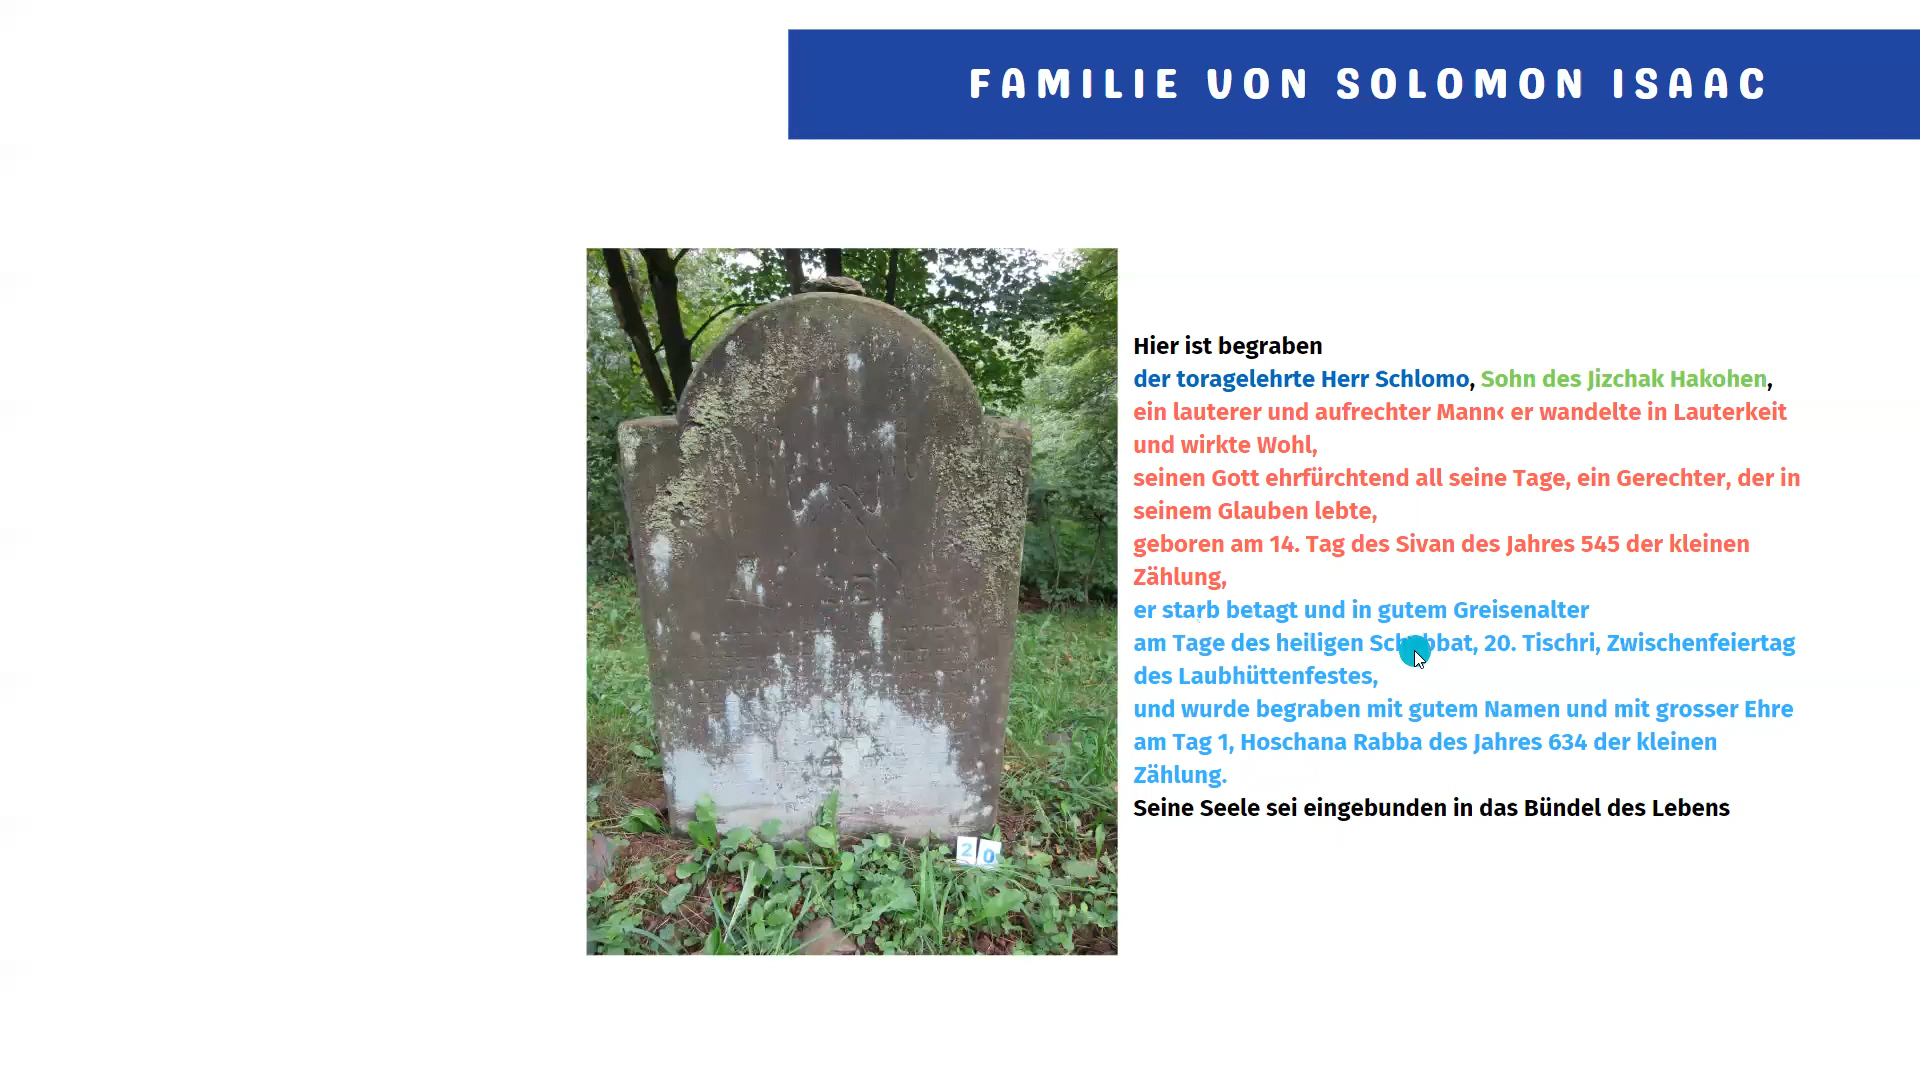 FAMILIE VON SOLOMON ISAAC
Hier ist begraben
der toragelehrte Herr Schlomo, Sohn des Jizchak Hakohen,
ein lauterer und aufrechter Mann‹ er wandelte in Lauterkeit
und wirkte Wohl,
seinen Gott ehrfürchtend all seine Tage, ein Gerechter, der in
seinem Glauben lebte,
geboren am 14. Tag des Sivan des Jahres 545 der kleinen
Zählung,
er starb betagt und in gutem Greisenalter
am Tage des heiligen Schabbat, 20. Tischri, Zwischenfeiertag
des Laubhüttenfestes,
und wurde begraben mit gutem Namen und mit grosser Ehre
am Tag 1, Hoschana Rabba des Jahres 634 der kleinen
Zählung.
Seine Seele sei eingebunden in das Bündel des Lebens
20